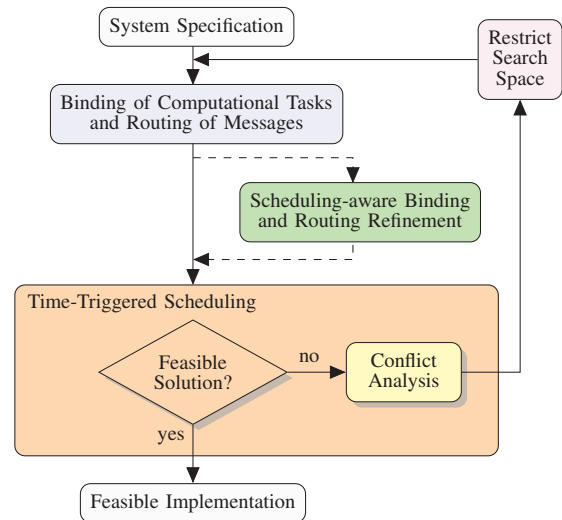 System Specification
Restrict
Search
Space
Binding of Computational Tasks
and Routing of Messages
Scheduling-aware Binding
and Routing Refinement
Time-Triggered Scheduling
Feasible
Solution?
no
Conflict
Analysis
yes
Feasible Implementation